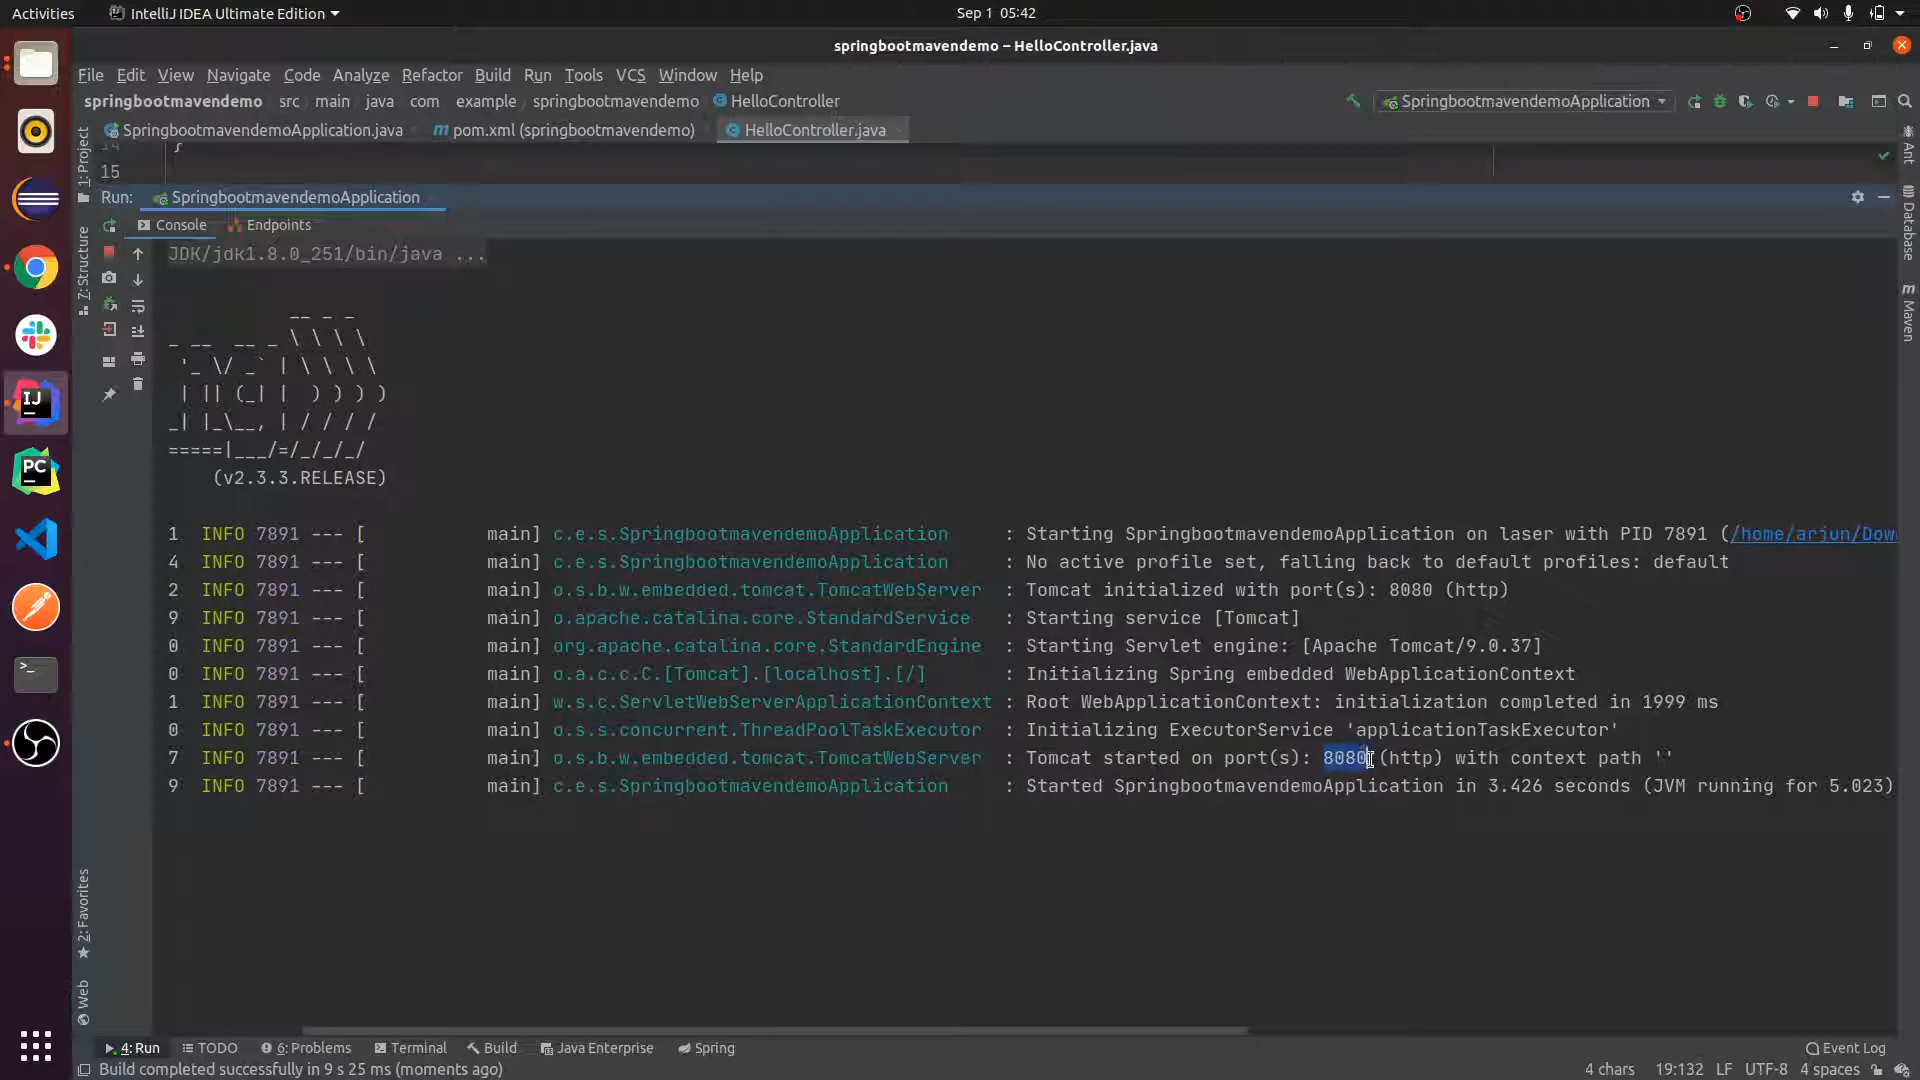 Activities IntelliJ IDEA Ultimate Edition Sep 1 05:42
springbootmavendemo – HelloController.java
File Edit View Navigate Code Analyze Refactor Build Run Tools VCS Window Help
springbootmavendemo src main java com example springbootmavendemo HelloController SpringbootmavendemoApplication
SpringbootmavendemoApplication.java pom.xml (springbootmavendemo) HelloController.java
15
Run: SpringbootmavendemoApplication
Console Endpoints
JDK/jdk1.8.0_251/bin/java ...
__ _ _
_ __  __ _ \ \ \ \
'_ \/ _` | \ \ \ \
| || (_| |  ) ) ) )
_| |_\__, | / / / /
=====|___/=/_/_/_/
(v2.3.3.RELEASE)
1 INFO 7891 --- [ main] c.e.s.SpringbootmavendemoApplication : Starting SpringbootmavendemoApplication on laser with PID 7891 (/home/arjun/Dow
4 INFO 7891 --- [ main] c.e.s.SpringbootmavendemoApplication : No active profile set, falling back to default profiles: default
2 INFO 7891 --- [ main] o.s.b.w.embedded.tomcat.TomcatWebServer : Tomcat initialized with port(s): 8080 (http)
9 INFO 7891 --- [ main] o.apache.catalina.core.StandardService : Starting service [Tomcat]
0 INFO 7891 --- [ main] org.apache.catalina.core.StandardEngine : Starting Servlet engine: [Apache Tomcat/9.0.37]
0 INFO 7891 --- [ main] o.a.c.c.C.[Tomcat].[localhost].[/] : Initializing Spring embedded WebApplicationContext
1 INFO 7891 --- [ main] w.s.c.ServletWebServerApplicationContext : Root WebApplicationContext: initialization completed in 1999 ms
0 INFO 7891 --- [ main] o.s.s.concurrent.ThreadPoolTaskExecutor : Initializing ExecutorService 'applicationTaskExecutor'
7 INFO 7891 --- [ main] o.s.b.w.embedded.tomcat.TomcatWebServer : Tomcat started on port(s): 8080 (http) with context path ''
9 INFO 7891 --- [ main] c.e.s.SpringbootmavendemoApplication : Started SpringbootmavendemoApplication in 3.426 seconds (JVM running for 5.023)
1: Project
7: Structure
2: Favorites
Web
Ant
Database
m Maven
IJ
PC
4: Run TODO 6: Problems Terminal Build Java Enterprise Spring Event Log
Build completed successfully in 9 s 25 ms (moments ago) 4 chars 19:132 LF UTF-8 4 spaces